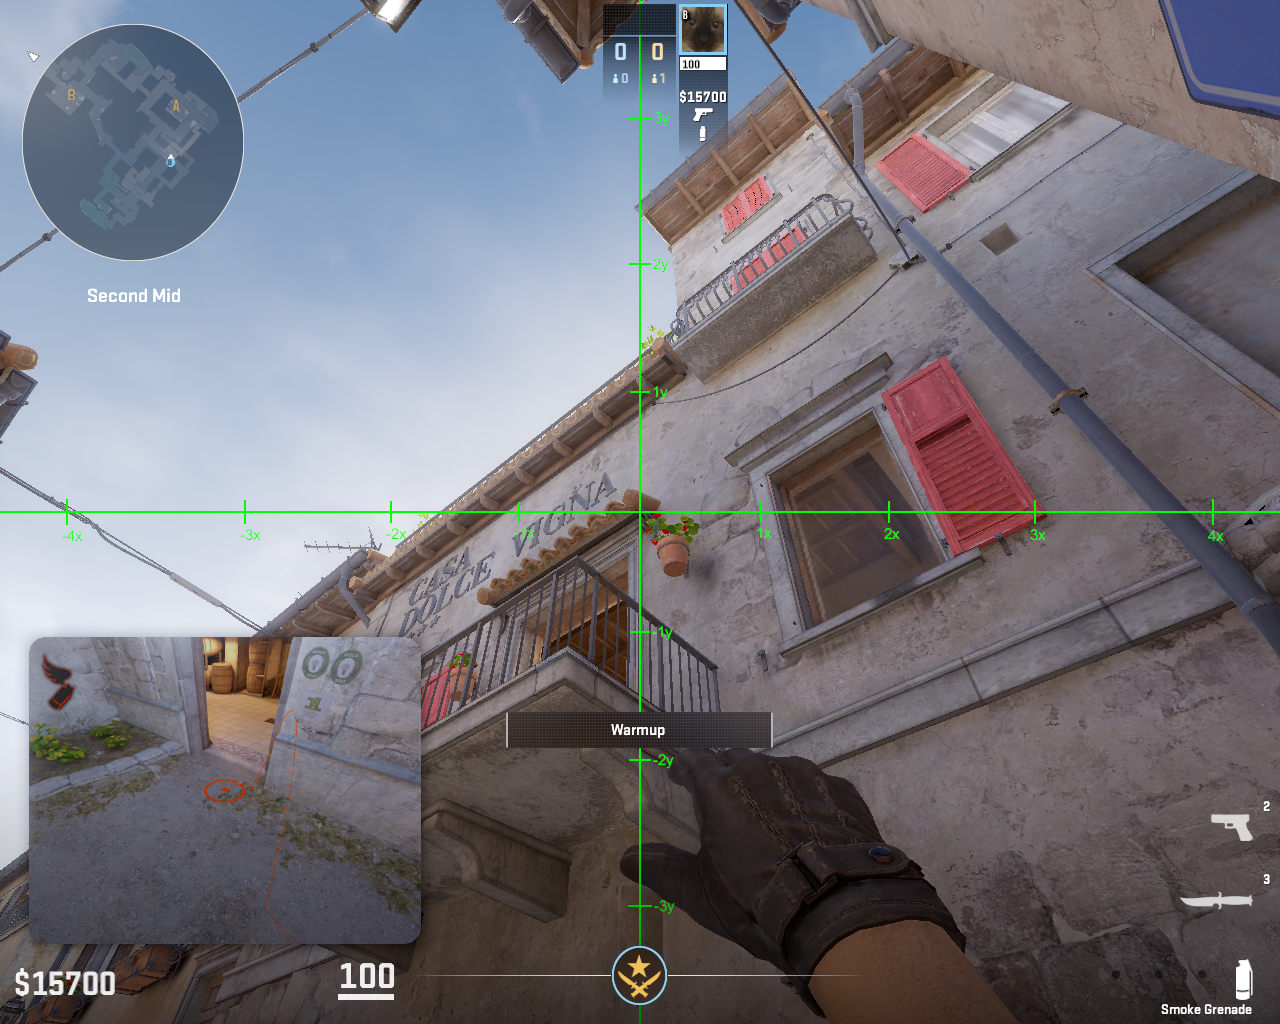 B
A
B
Second Mid
0 0
0 1
B
100
$15700
3y
2y
1y
-4x -3x -2x -1x 1x 2x 3x 4x
-1y
-2y
-3y
CASA
DOLCE VIGNA
Warmup
2
3
$15700
100
Smoke Grenade